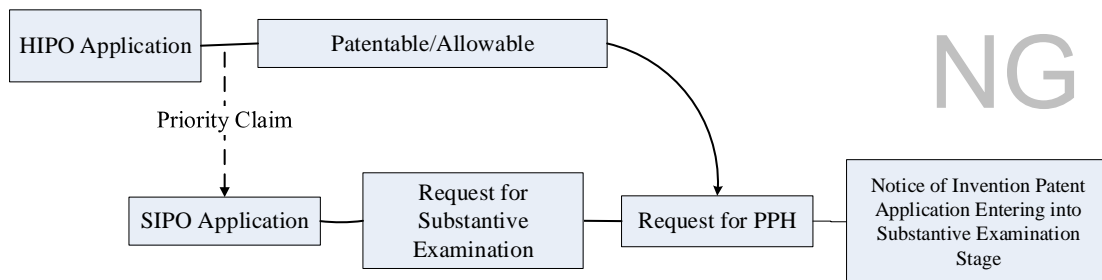 HIPO Application
Patentable/Allowable
NG
Priority Claim
SIPO Application
Request for
Substantive
Examination
Request for PPH
Notice of Invention Patent
Application Entering into
Substantive Examination
Stage